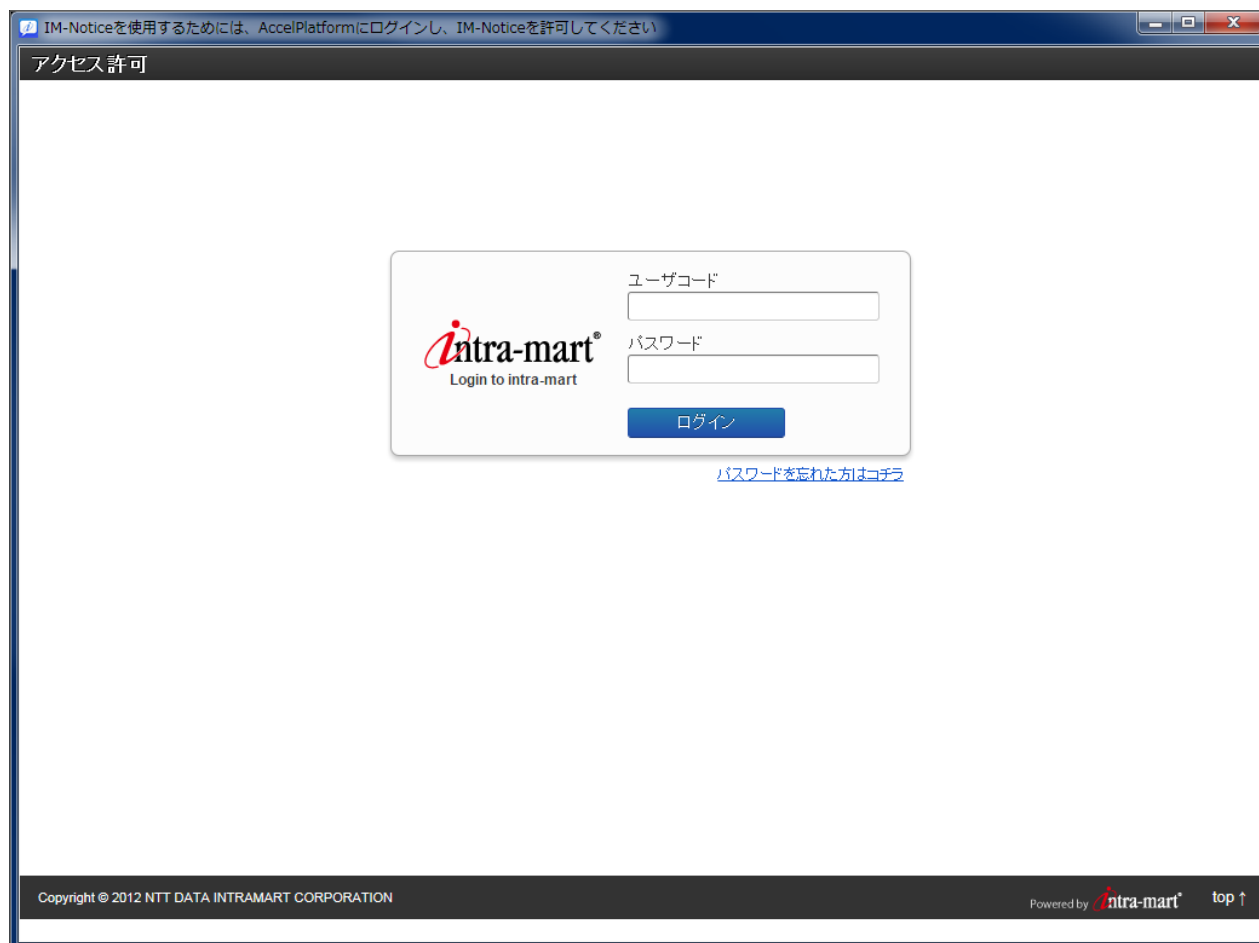 IM-Noticeを使用するためには、AccelPlatformにログインし、IM-Noticeを許可してください
アクセス許可
ユーザコード
intra-mart®
Login to intra-mart
パスワード
ログイン
パスワードを忘れた方はコチラ
Copyright © 2012 NTT DATA INTRAMART CORPORATION
Powered by intra-mart® top ↑